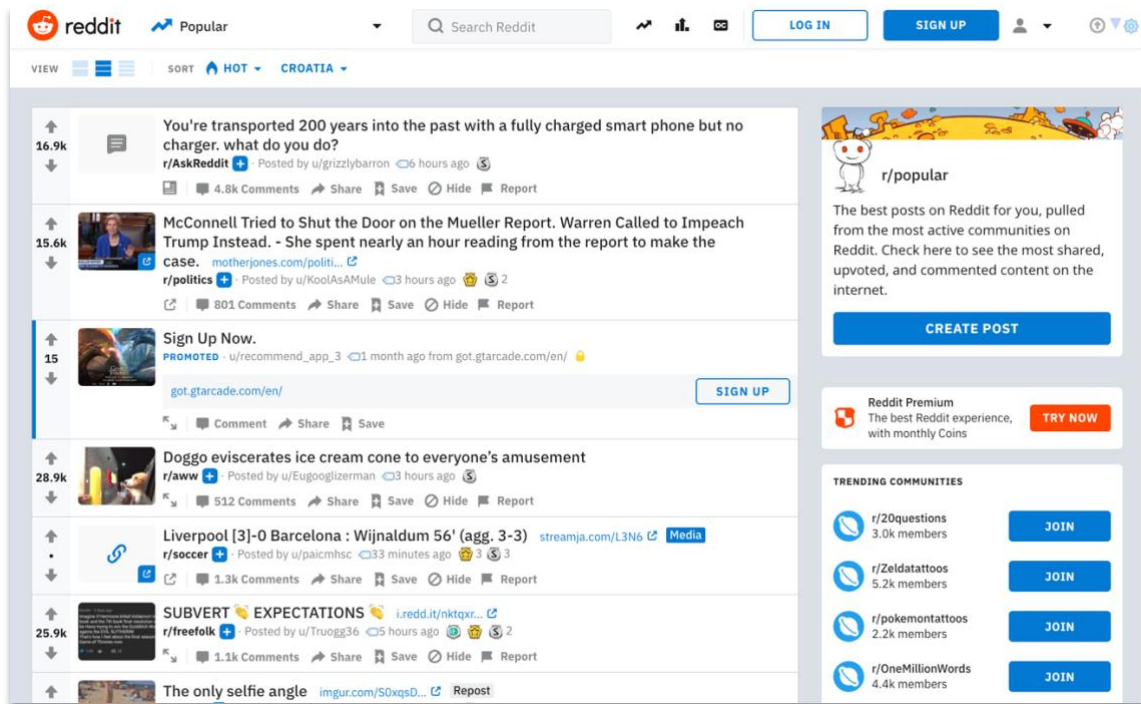 reddit Popular Search Reddit OC LOG IN SIGN UP
VIEW SORT HOT CROATIA
16.9k
You're transported 200 years into the past with a fully charged smart phone but no
charger. what do you do?
r/AskReddit · Posted by u/grizzlybarron 6 hours ago S
4.8k Comments Share Save Hide Report
15.6k
McConnell Tried to Shut the Door on the Mueller Report. Warren Called to Impeach
Trump Instead. - She spent nearly an hour reading from the report to make the
case. motherjones.com/politi...
r/politics · Posted by u/KoolAsAMule 3 hours ago S 2
801 Comments Share Save Hide Report
15
Sign Up Now.
PROMOTED · u/recommend_app_3 1 month ago from got.gtarcade.com/en/
got.gtarcade.com/en/ SIGN UP
Comment Share Save
28.9k
Doggo eviscerates ice cream cone to everyone's amusement
r/aww · Posted by u/Eugooglizerman 3 hours ago S
512 Comments Share Save Hide Report
•
Liverpool [3]-0 Barcelona : Wijnaldum 56' (agg. 3-3) streamja.com/L3N6 Media
r/soccer · Posted by u/paicmhsc 33 minutes ago 3 S 3
1.3k Comments Share Save Hide Report
25.9k
SUBVERT 👏 EXPECTATIONS 👏 i.redd.it/nktqxr...
r/freefolk · Posted by u/Truogg36 5 hours ago S 2
1.1k Comments Share Save Hide Report
The only selfie angle imgur.com/S0xqsD... Repost
r/popular
The best posts on Reddit for you, pulled
from the most active communities on
Reddit. Check here to see the most shared,
upvoted, and commented content on the
internet.
CREATE POST
Reddit Premium
The best Reddit experience,
with monthly Coins
TRY NOW
TRENDING COMMUNITIES
r/20questions
3.0k members
JOIN
r/Zeldatattoos
5.2k members
JOIN
r/pokemontattoos
2.2k members
JOIN
r/OneMillionWords
4.4k members
JOIN